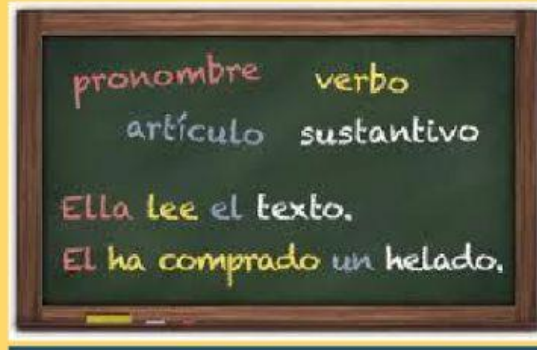 pronombre verbo
artículo sustantivo
Ella lee el texto.
El ha comprado un helado.